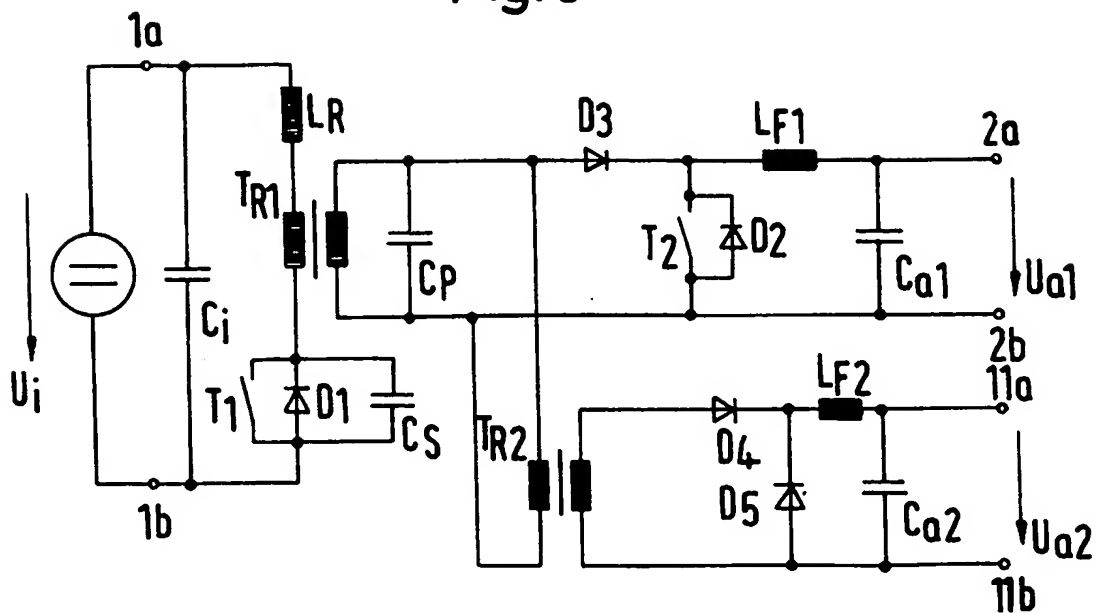 1a
LR
D3
LF1
2a
TR1
T2
D2
CP
Ca1
Ua1
Ci
Ui
2b
T1
D1
CS
LF2
11a
TR2
D4
D5
Ca2
Ua2
1b
11b